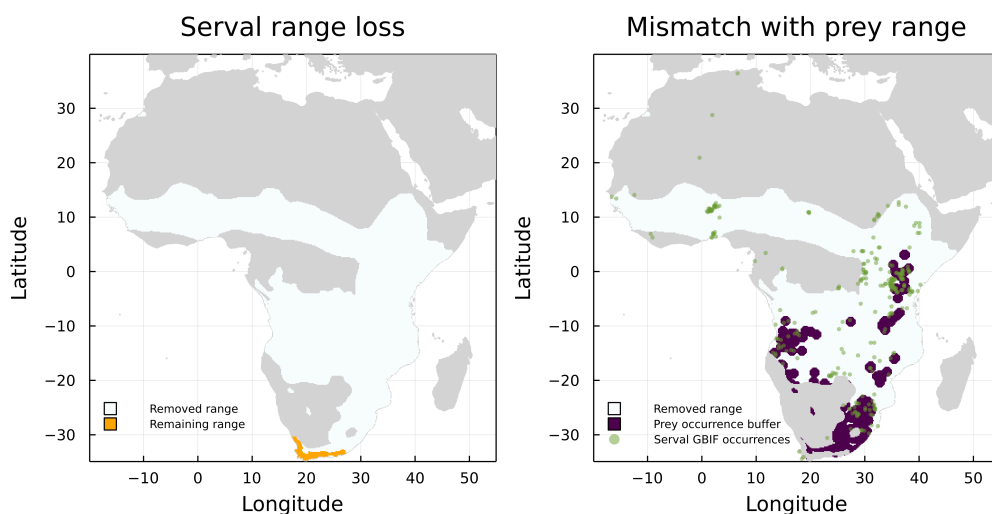 Serval range loss
Mismatch with prey range
Latitude
30
20
10
0
−10
−20
−30
Removed range
Remaining range
−10
0
10
20
30
40
50
Longitude
Latitude
30
20
10
0
−10
−20
−30
Removed range
Prey occurrence buffer
Serval GBIF occurrences
−10
0
10
20
30
40
50
Longitude